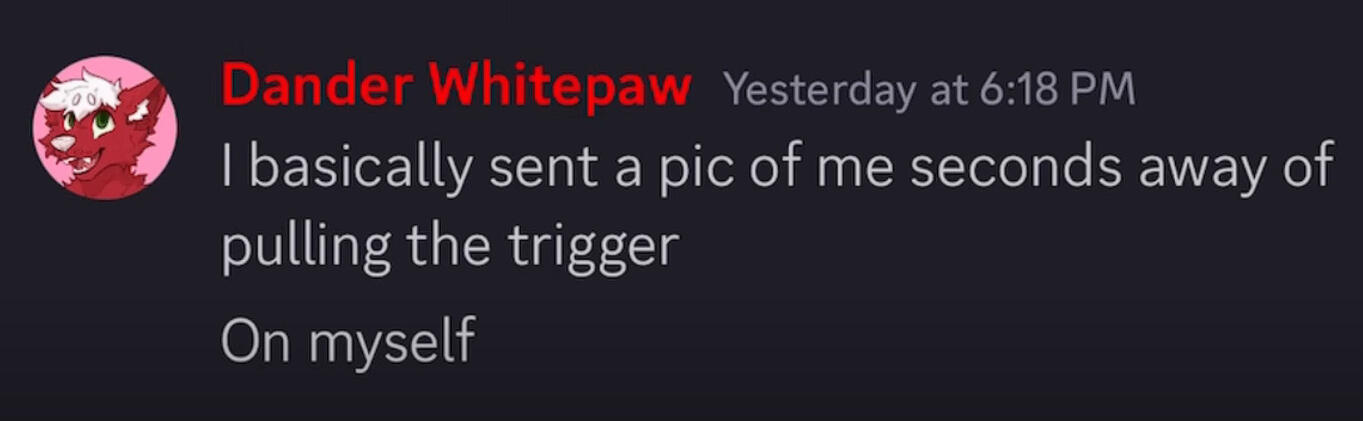 Dander Whitepaw Yesterday at 6:18 PM
I basically sent a pic of me seconds away of
pulling the trigger
On myself